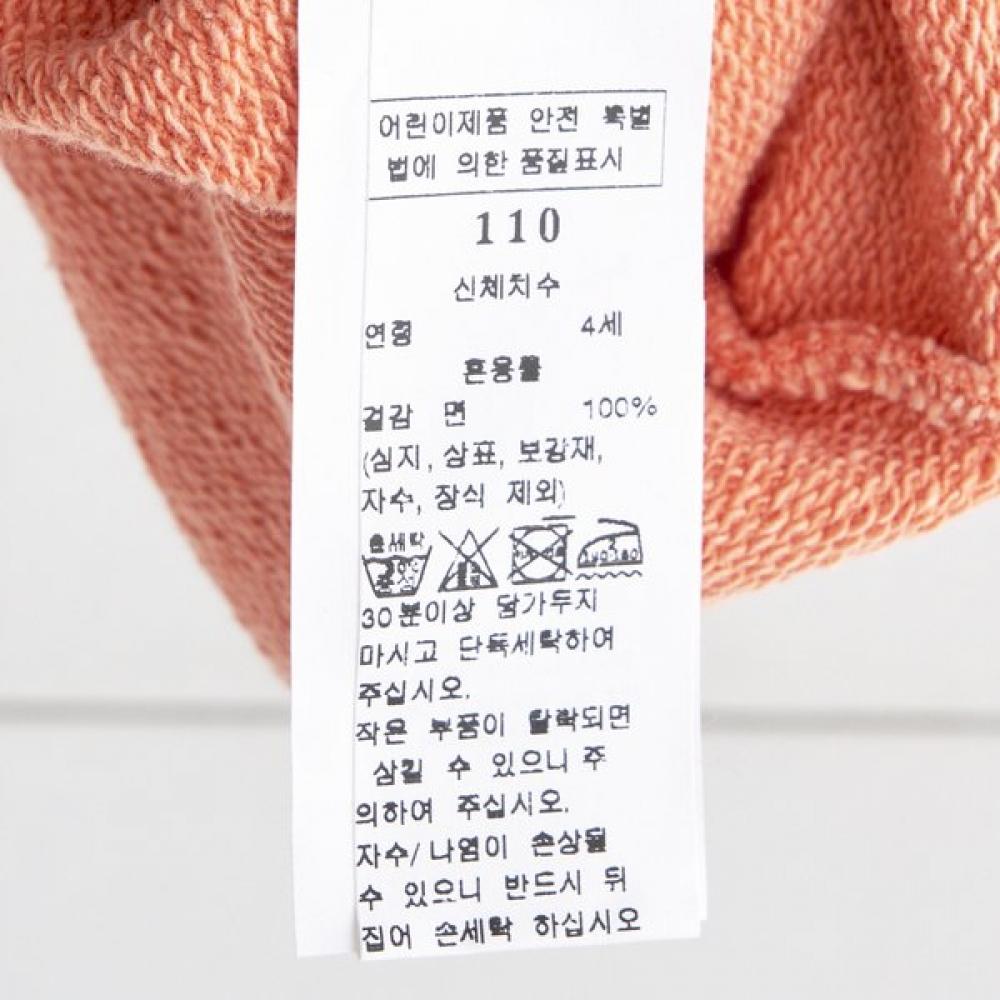 어린이제품 안전 특별
법에 의한 품질표시
110
신체치수
연령 4세
혼용률
겉감 면 100%
(심지, 상표, 보강재,
자수, 장식 제외)
손세탁
30분이상 담가두지
마시고 단독세탁하여
주십시오.
작은 부품이 탈락되면
삼킬 수 있으니 주
의하여 주십시오.
자수/나염이 손상될
수 있으니 반드시 뒤
집어 손세탁 하십시오